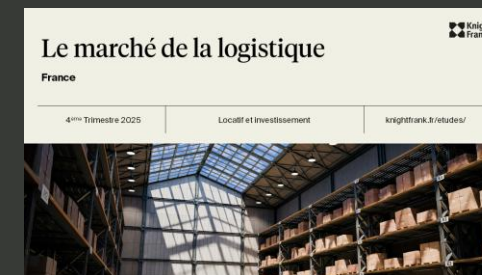 Le marché de la logistique
France
4ème Trimestre 2025
Locatif et investissement
knightfrank.fr/etudes/